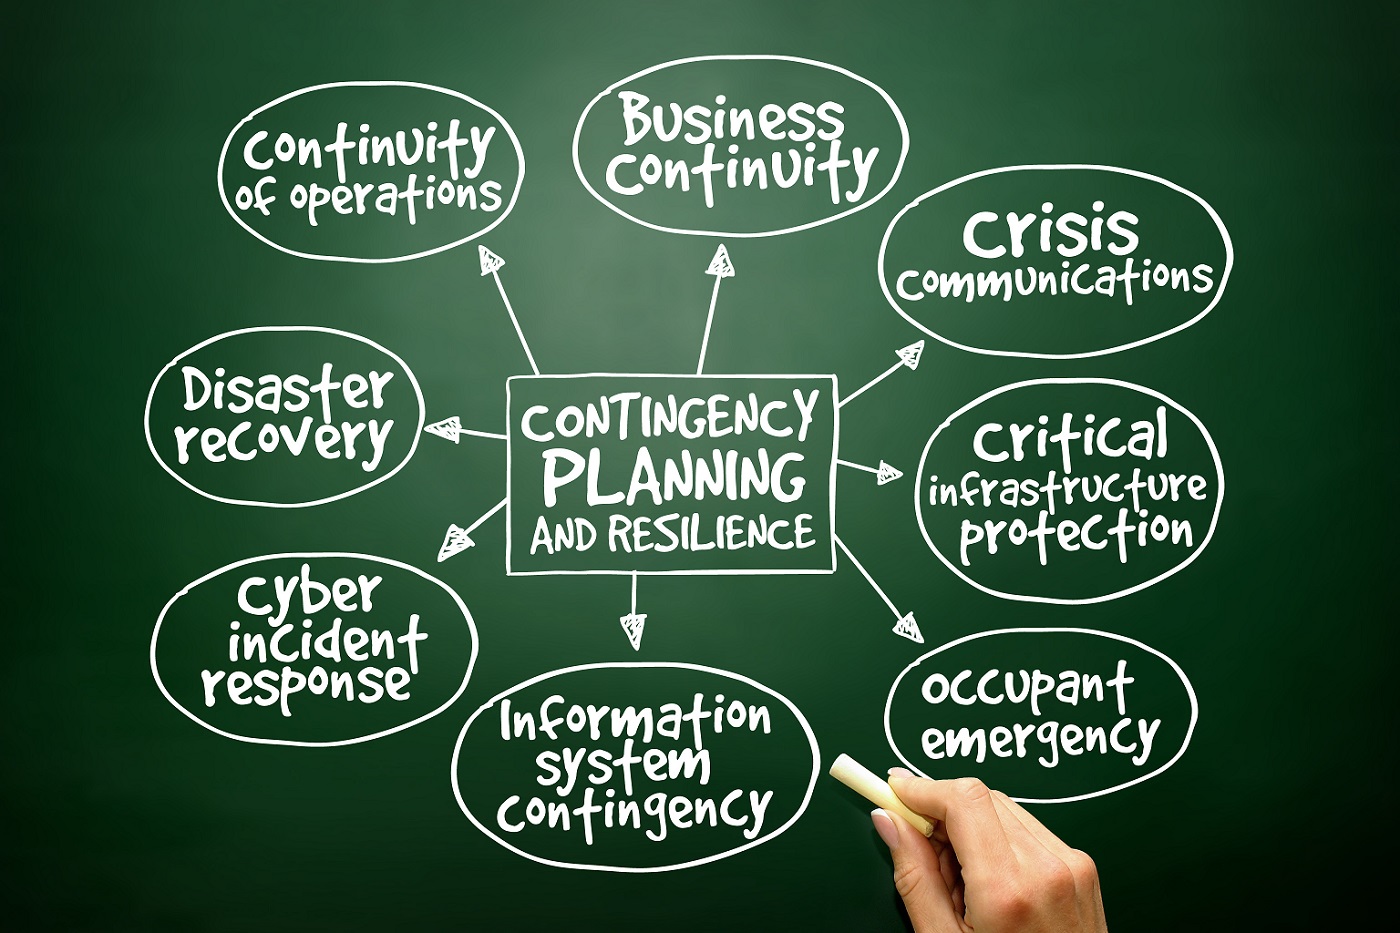 Continuity
of operations
Business
continuity
Crisis
communications
Disaster
recovery
CONTINGENCY
PLANNING
AND RESILIENCE
Critical
infrastructure
protection
Cyber
incident
response
Information
system
contingency
Occupant
emergency